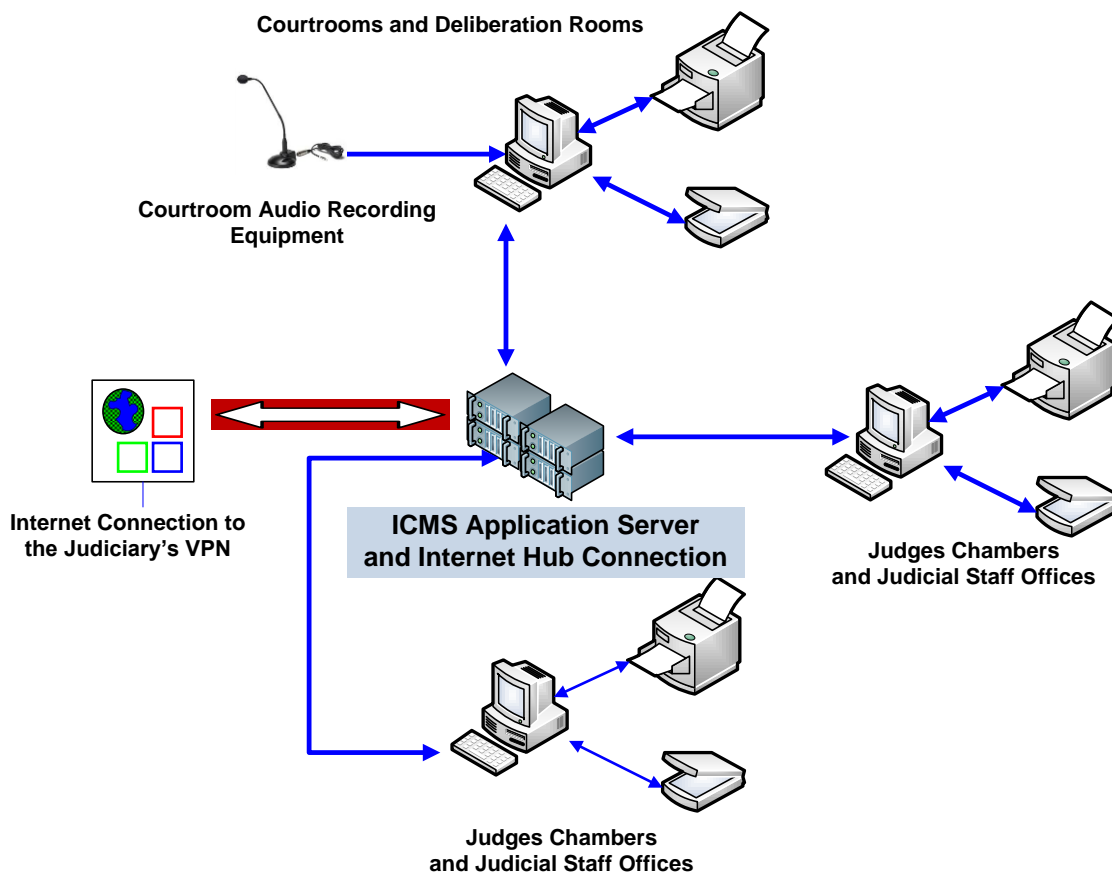 Courtrooms and Deliberation Rooms
Courtroom Audio Recording
Equipment
Internet Connection to
the Judiciary's VPN
ICMS Application Server
and Internet Hub Connection
Judges Chambers
and Judicial Staff Offices
Judges Chambers
and Judicial Staff Offices